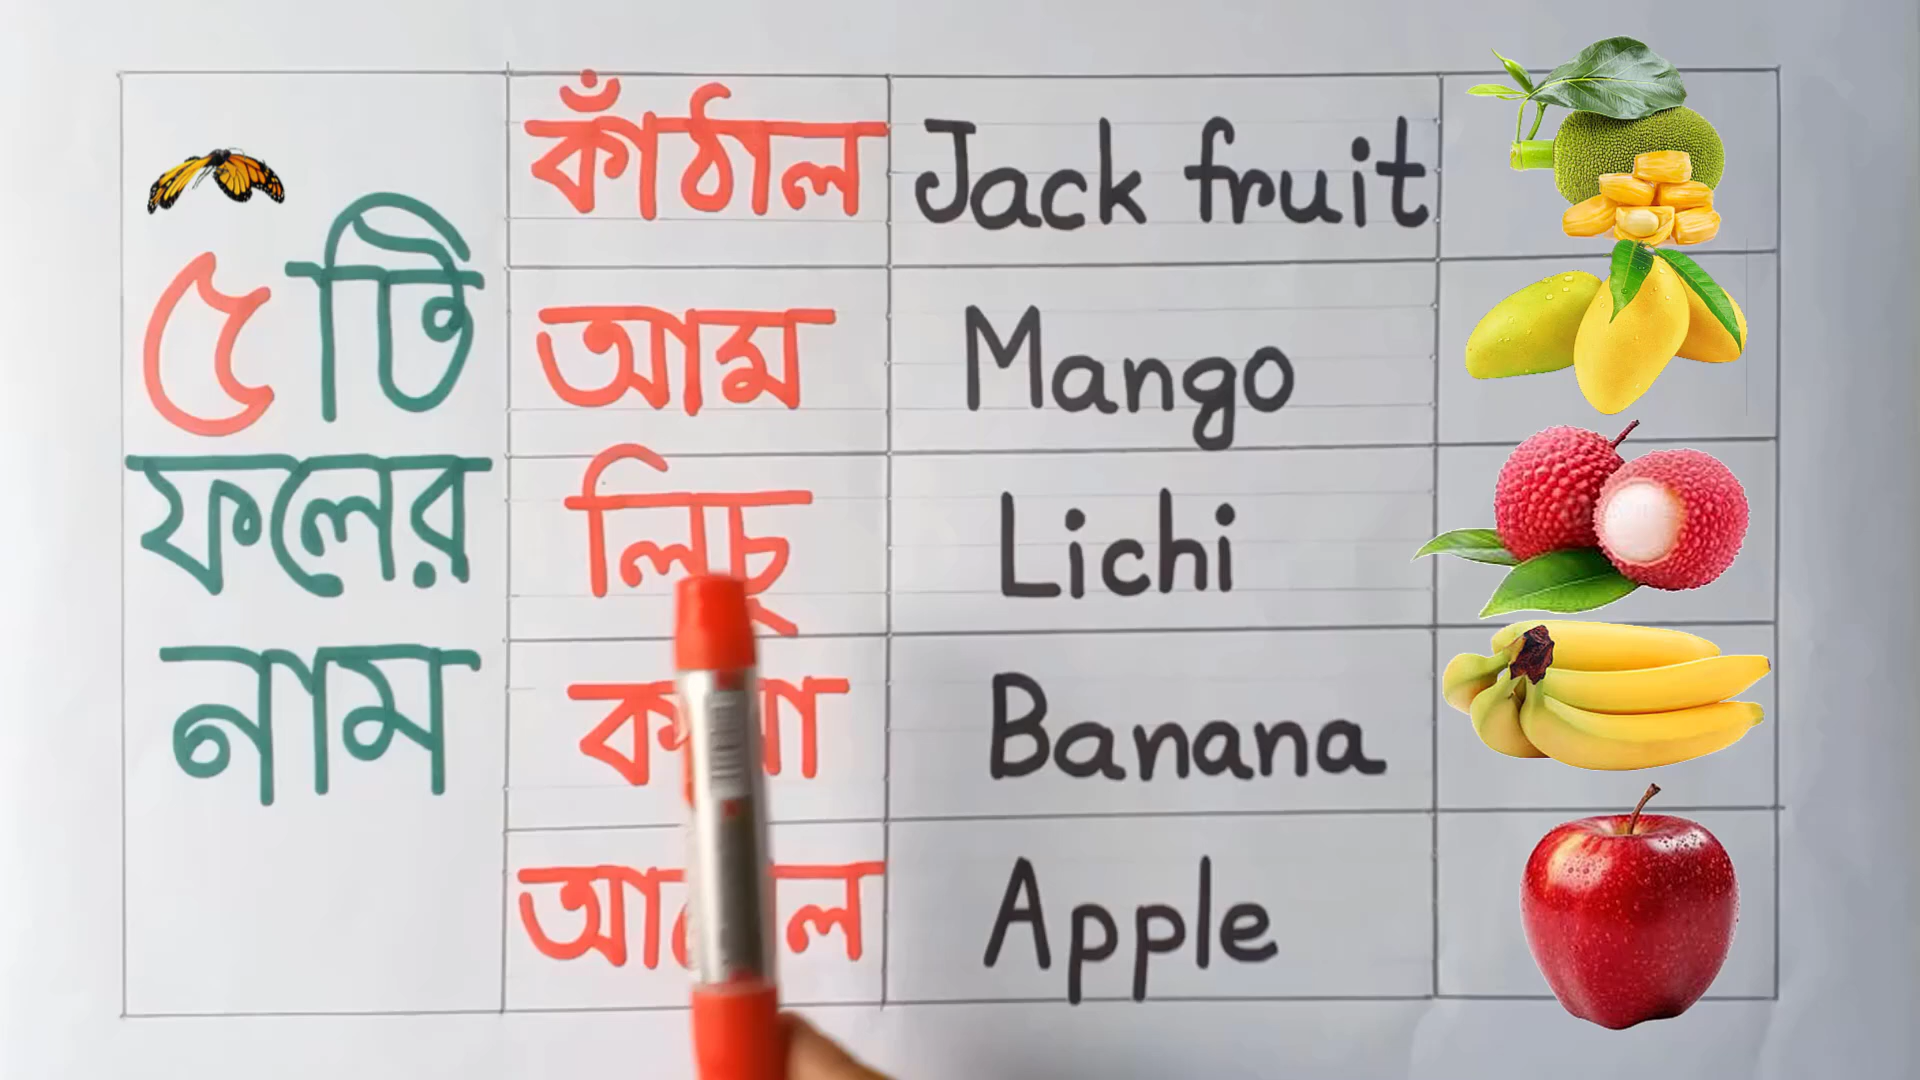 ৫টি
ফলের
নাম
কাঁঠাল Jack fruit
আম Mango
লিচু Lichi
Banana
Apple